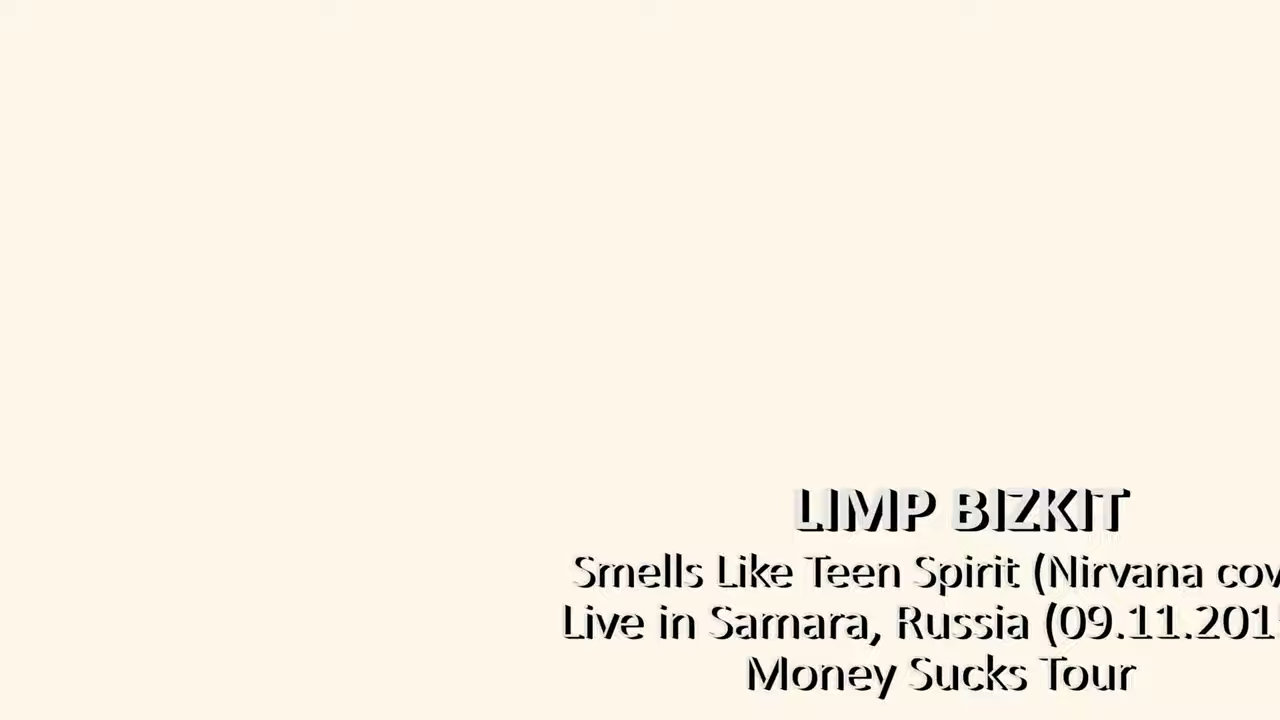 LIMP BIZKIT
Smells Like Teen Spirit (Nirvana cov
Live in Samara, Russia (09.11.201
Money Sucks Tour